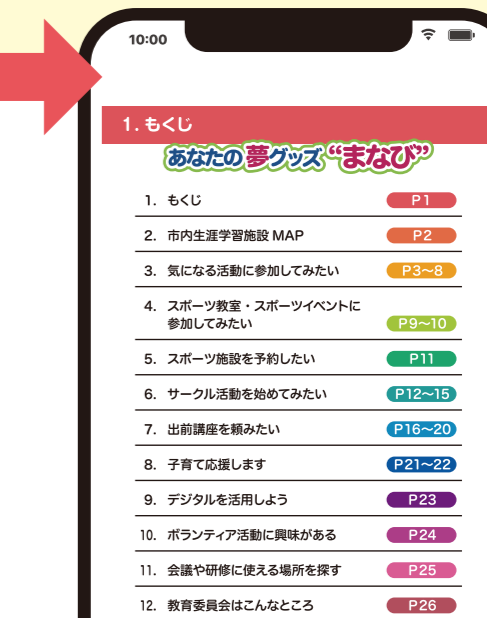 10:00
1. もくじ
あなたの夢グッズ“まなび”
1. もくじ P1
2. 市内生涯学習施設 MAP P2
3. 気になる活動に参加してみたい P3~8
4. スポーツ教室・スポーツイベントに
参加してみたい P9~10
5. スポーツ施設を予約したい P11
6. サークル活動を始めてみたい P12~15
7. 出前講座を頼みたい P16~20
8. 子育て応援します P21~22
9. デジタルを活用しよう P23
10. ボランティア活動に興味がある P24
11. 会議や研修に使える場所を探す P25
12. 教育委員会はこんなところ P26